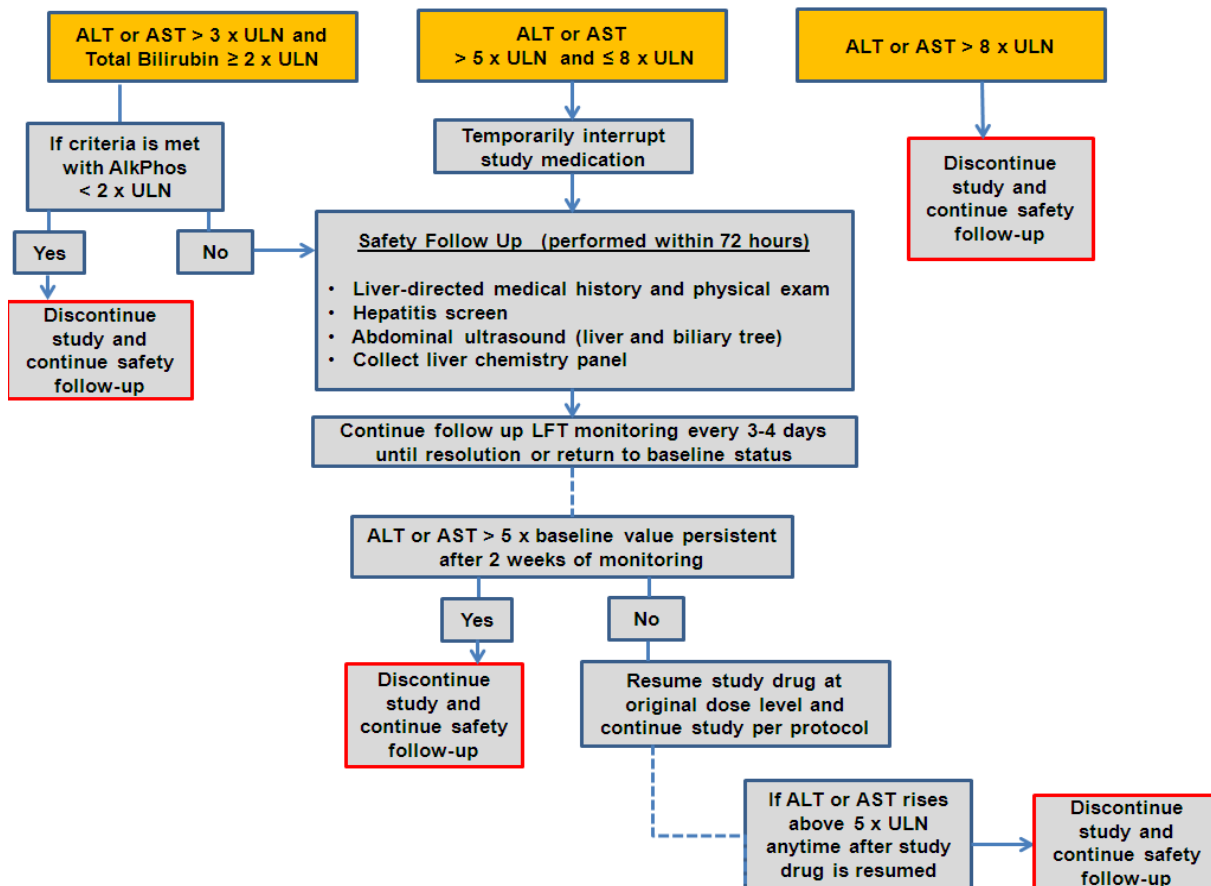 ALT or AST > 3 x ULN and
Total Bilirubin ≥ 2 x ULN
ALT or AST
> 5 x ULN and ≤ 8 x ULN
ALT or AST > 8 x ULN
If criteria is met
with AlkPhos
< 2 x ULN
Temporarily interrupt
study medication
Discontinue
study and
continue safety
follow-up
Yes
No
Safety Follow Up (performed within 72 hours)
• Liver-directed medical history and physical exam
• Hepatitis screen
• Abdominal ultrasound (liver and biliary tree)
• Collect liver chemistry panel
Discontinue
study and
continue safety
follow-up
Continue follow up LFT monitoring every 3-4 days
until resolution or return to baseline status
ALT or AST > 5 x baseline value persistent
after 2 weeks of monitoring
Yes
No
Discontinue
study and
continue safety
follow-up
Resume study drug at
original dose level and
continue study per protocol
If ALT or AST rises
above 5 x ULN
anytime after study
drug is resumed
Discontinue
study and
continue safety
follow-up